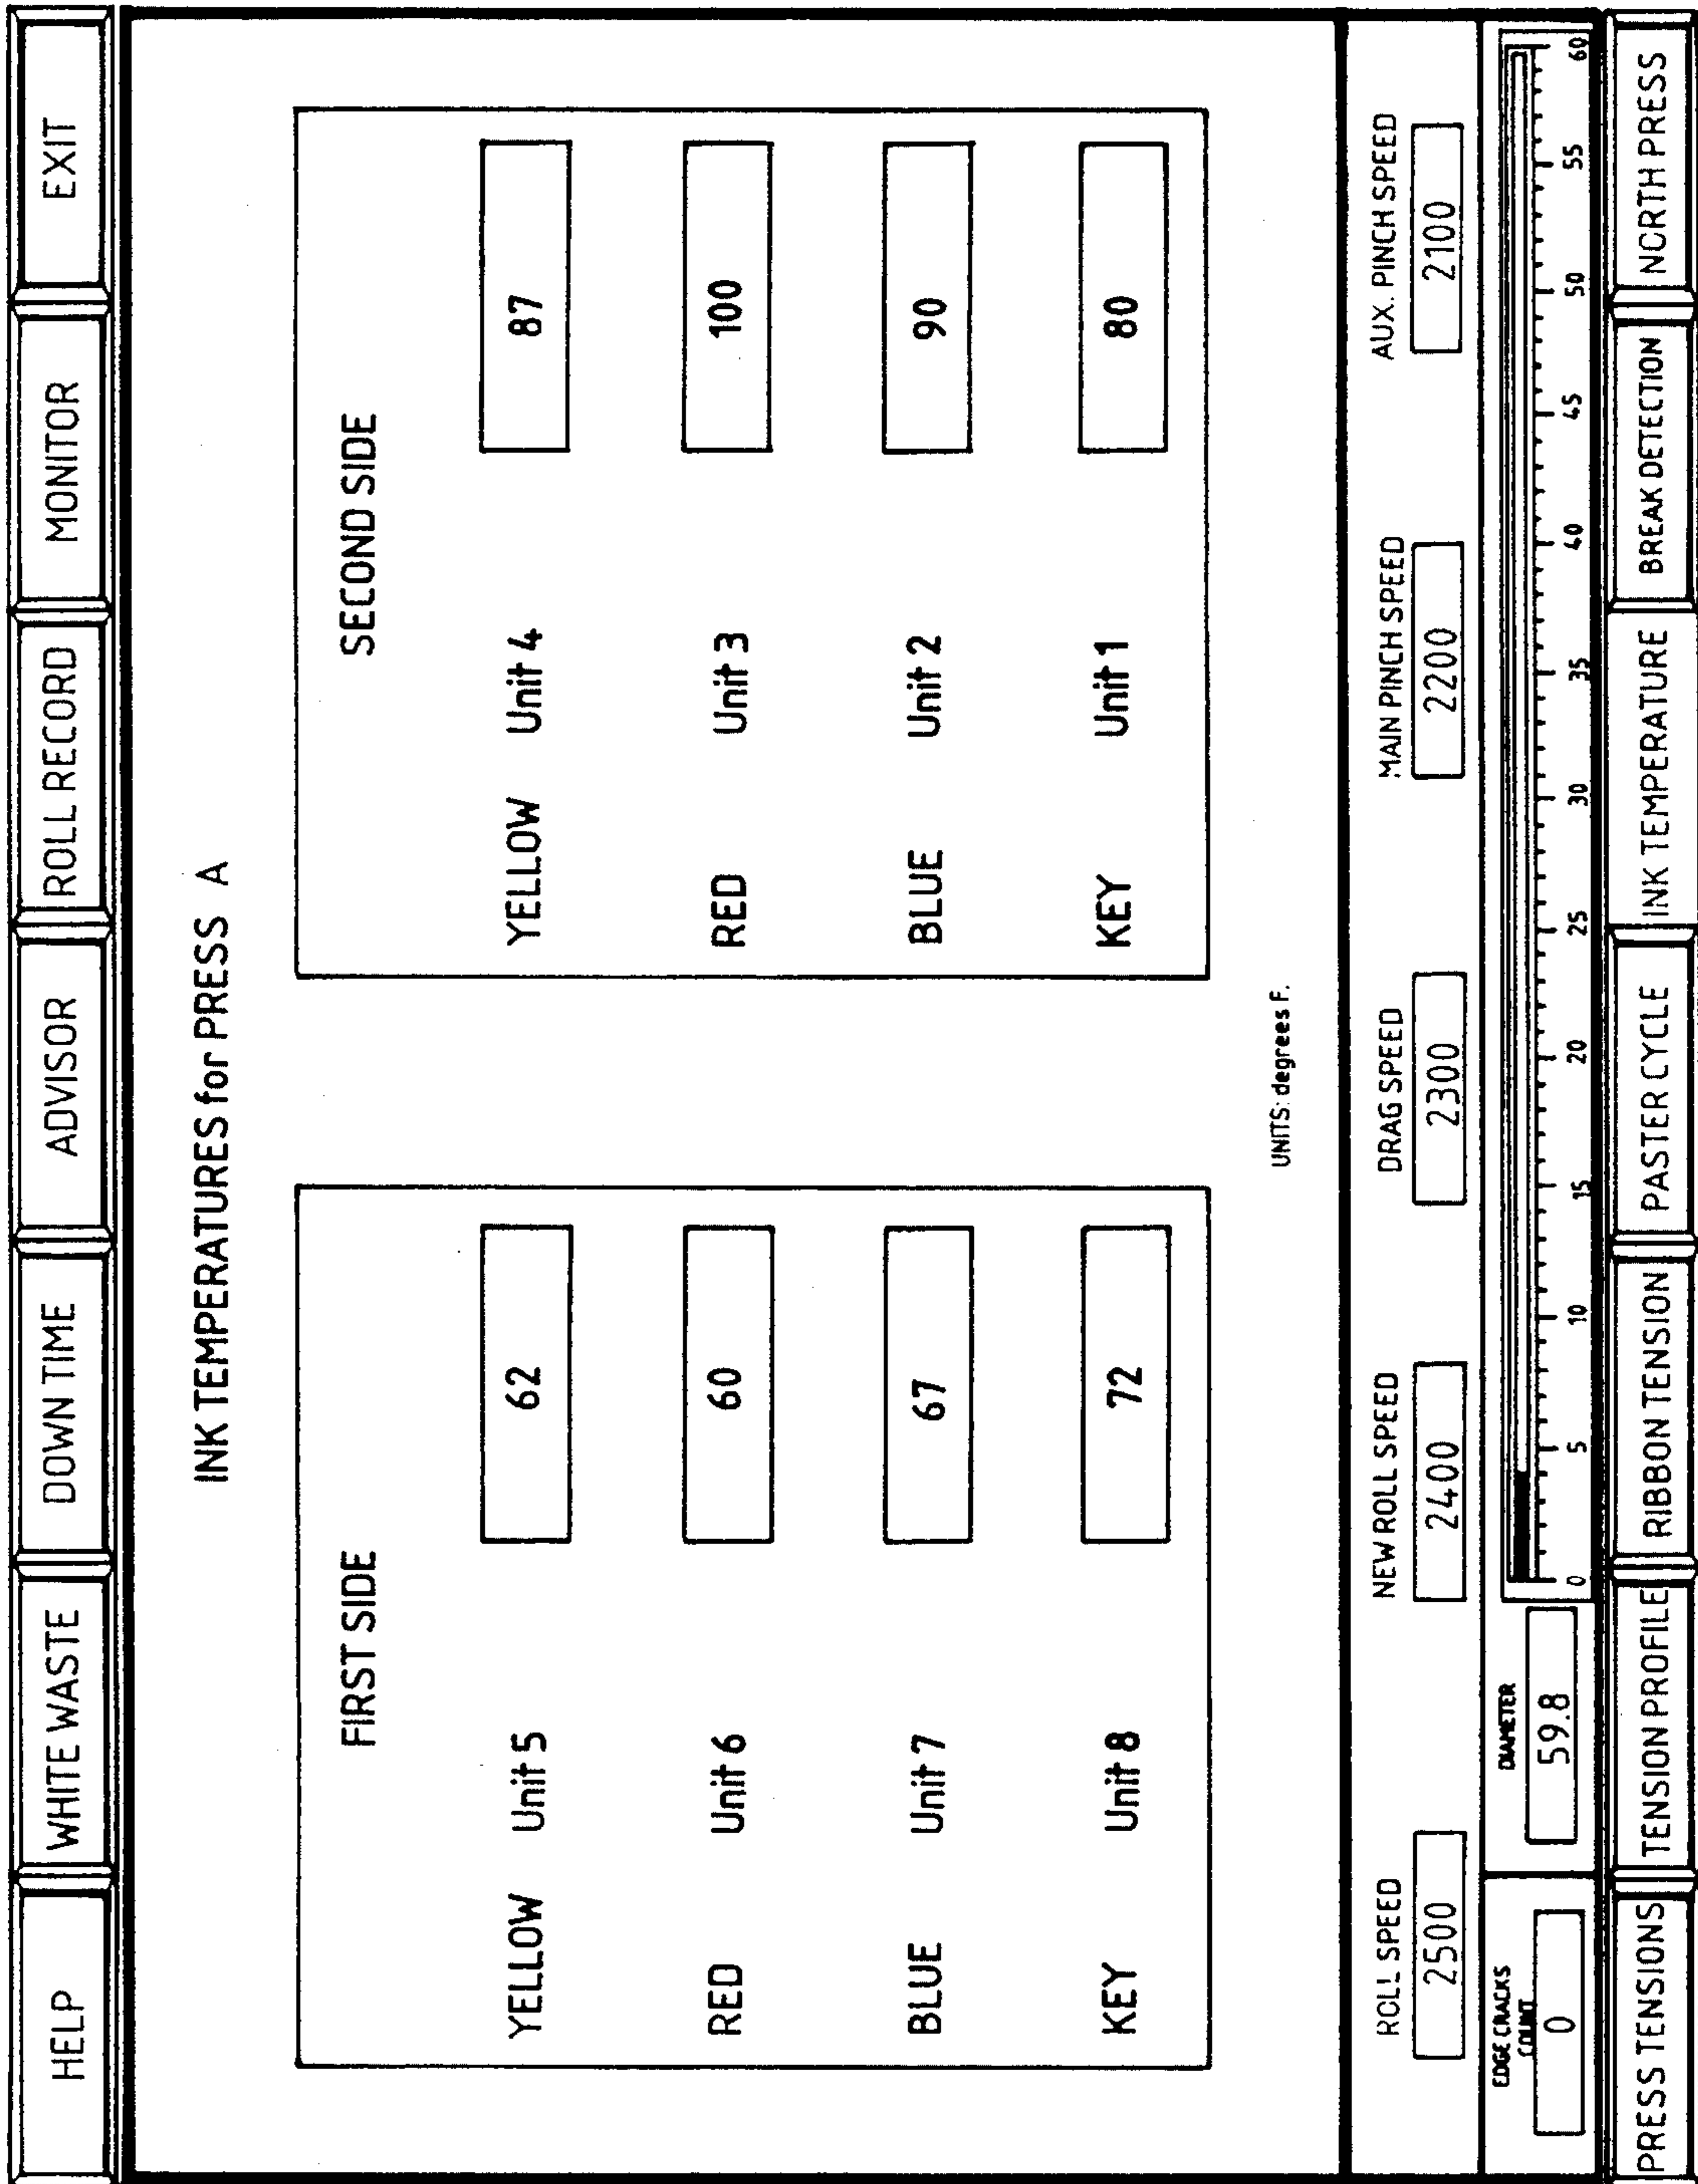 HELP
WHITE WASTE
DOWN TIME
ADVISOR
ROLL RECORD
MONITOR
EXIT
INK TEMPERATURES for PRESS A
FIRST SIDE
YELLOW Unit 5 62
RED Unit 6 60
BLUE Unit 7 67
KEY Unit 8 72
SECOND SIDE
YELLOW Unit 4 87
RED Unit 3 100
BLUE Unit 2 90
KEY Unit 1 80
UNITS: degrees F.
ROLL SPEED
2500
NEW ROLL SPEED
2400
DRAG SPEED
2300
MAIN PINCH SPEED
2200
AUX. PINCH SPEED
2100
EDGE CRACKS
COUNT
0
DIAMETER
59.8
0 5 10 15 20 25 30 35 40 45 50 55 60
PRESS TENSIONS
TENSION PROFILE
RIBBON TENSION
PASTER CYCLE
INK TEMPERATURE
BREAK DETECTION
NORTH PRESS